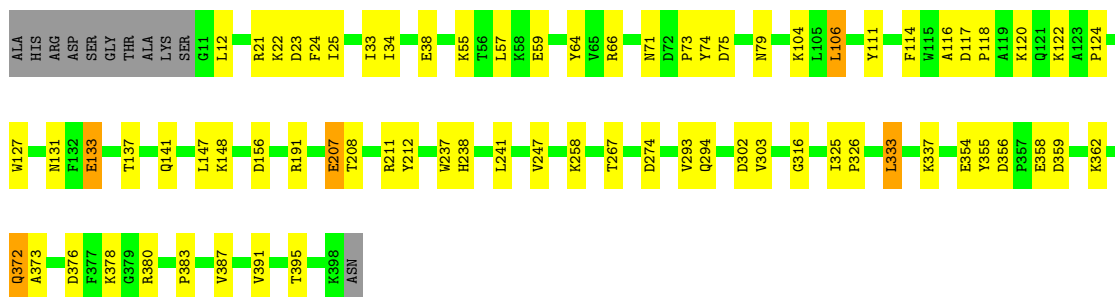 ALA HIS ARG ASP SER GLY THR ALA LYS SER G11 L12 R21 K22 D23 F24 I25 I33 I34 E38 K55 T56 L57 K58 E59 Y64 V65 R66 N71 D72 P73 Y74 D75 N79 K104 L105 L106 Y111 F114 W115 A116 D117 P118 A119 K120 Q121 K122 A123 P124
W127 N131 F132 E133 T137 Q141 L147 K148 D156 R191 E207 T208 R211 Y212 W237 H238 L241 V247 K258 T267 D274 V293 Q294 D302 V303 G316 I325 P326 L333 K337 E354 Y355 D356 P357 E358 D359 K362
Q372 A373 D376 F377 K378 G379 R380 P383 V387 V391 T395 K398 ASN